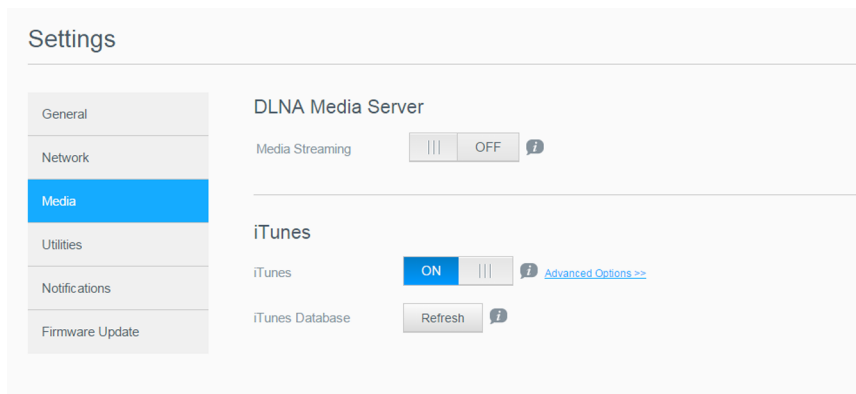 Settings
General
Network
Media
Utilities
Notifications
Firmware Update
DLNA Media Server
Media Streaming OFF
iTunes
iTunes ON Advanced Options >>
iTunes Database Refresh